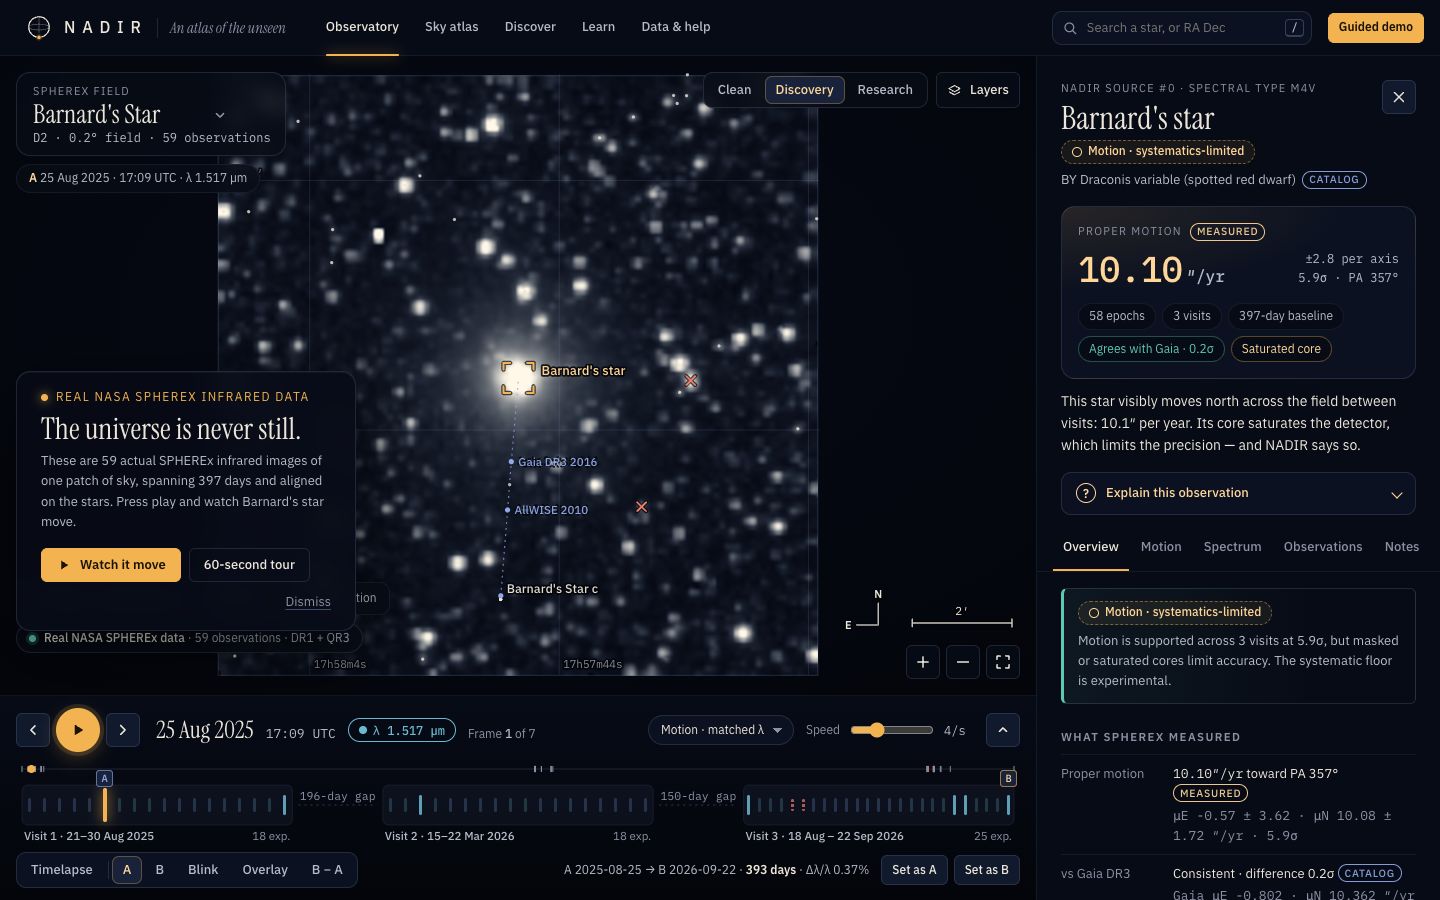 NADIR An atlas of the unseen Observatory Sky atlas Discover Learn Data & help Search a star, or RA Dec / Guided demo
SPHEREX FIELD
Barnard's Star
D2 · 0.2° field · 59 observations
A 25 Aug 2025 · 17:09 UTC · λ 1.517 μm
Clean Discovery Research Layers
Barnard's star
Gaia DR3 2016
AllWISE 2010
Barnard's Star c
REAL NASA SPHEREX INFRARED DATA
The universe is never still.
These are 59 actual SPHEREx infrared images of
one patch of sky, spanning 397 days and aligned
on the stars. Press play and watch Barnard's star
move.
Watch it move 60-second tour
Dismiss
tion
Real NASA SPHEREx data · 59 observations · DR1 + QR3
17h58m4s 17h57m44s
N
E
2′
NADIR SOURCE #0 · SPECTRAL TYPE M4V
Barnard's star
Motion · systematics-limited
BY Draconis variable (spotted red dwarf) CATALOG
PROPER MOTION MEASURED
10.10 ″/yr
±2.8 per axis
5.9σ · PA 357°
58 epochs 3 visits 397-day baseline
Agrees with Gaia · 0.2σ Saturated core
This star visibly moves north across the field between
visits: 10.1″ per year. Its core saturates the detector,
which limits the precision — and NADIR says so.
? Explain this observation
Overview Motion Spectrum Observations Notes
Motion · systematics-limited
Motion is supported across 3 visits at 5.9σ, but masked
or saturated cores limit accuracy. The systematic floor
is experimental.
WHAT SPHEREX MEASURED
Proper motion 10.10″/yr toward PA 357°
MEASURED
μE -0.57 ± 3.62 · μN 10.08 ±
1.72 ″/yr · 5.9σ
vs Gaia DR3 Consistent · difference 0.2σ CATALOG
Gaia μE -0.802 · μN 10.362 ″/yr
25 Aug 2025 17:09 UTC λ 1.517 μm Frame 1 of 7 Motion · matched λ Speed 4/s
A B
196-day gap 150-day gap
Visit 1 · 21–30 Aug 2025 18 exp. Visit 2 · 15–22 Mar 2026 18 exp. Visit 3 · 18 Aug – 22 Sep 2026 25 exp.
Timelapse A B Blink Overlay B − A A 2025-08-25 → B 2026-09-22 · 393 days · Δλ/λ 0.37% Set as A Set as B